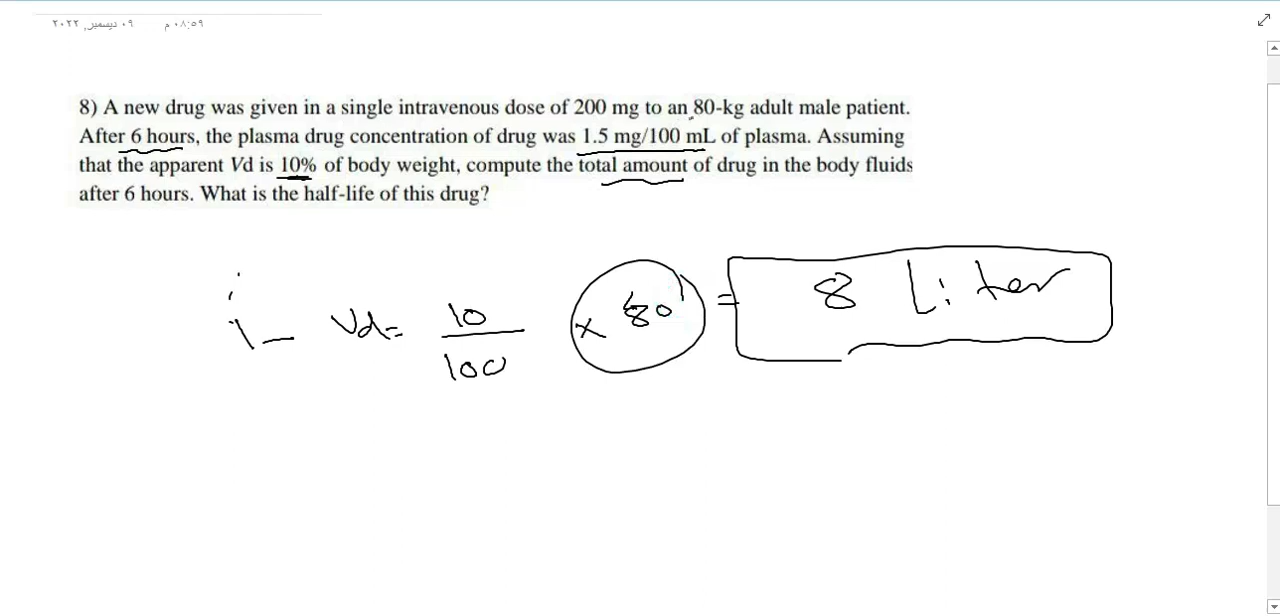 ٠٩ ديسمبر, ٢٠٢٢ ٠٨:٥٩ م
8) A new drug was given in a single intravenous dose of 200 mg to an 80-kg adult male patient.
After 6 hours, the plasma drug concentration of drug was 1.5 mg/100 mL of plasma. Assuming
that the apparent Vd is 10% of body weight, compute the total amount of drug in the body fluids
after 6 hours. What is the half-life of this drug?
Vd = 10 / 100 × 80 = 8 Liter